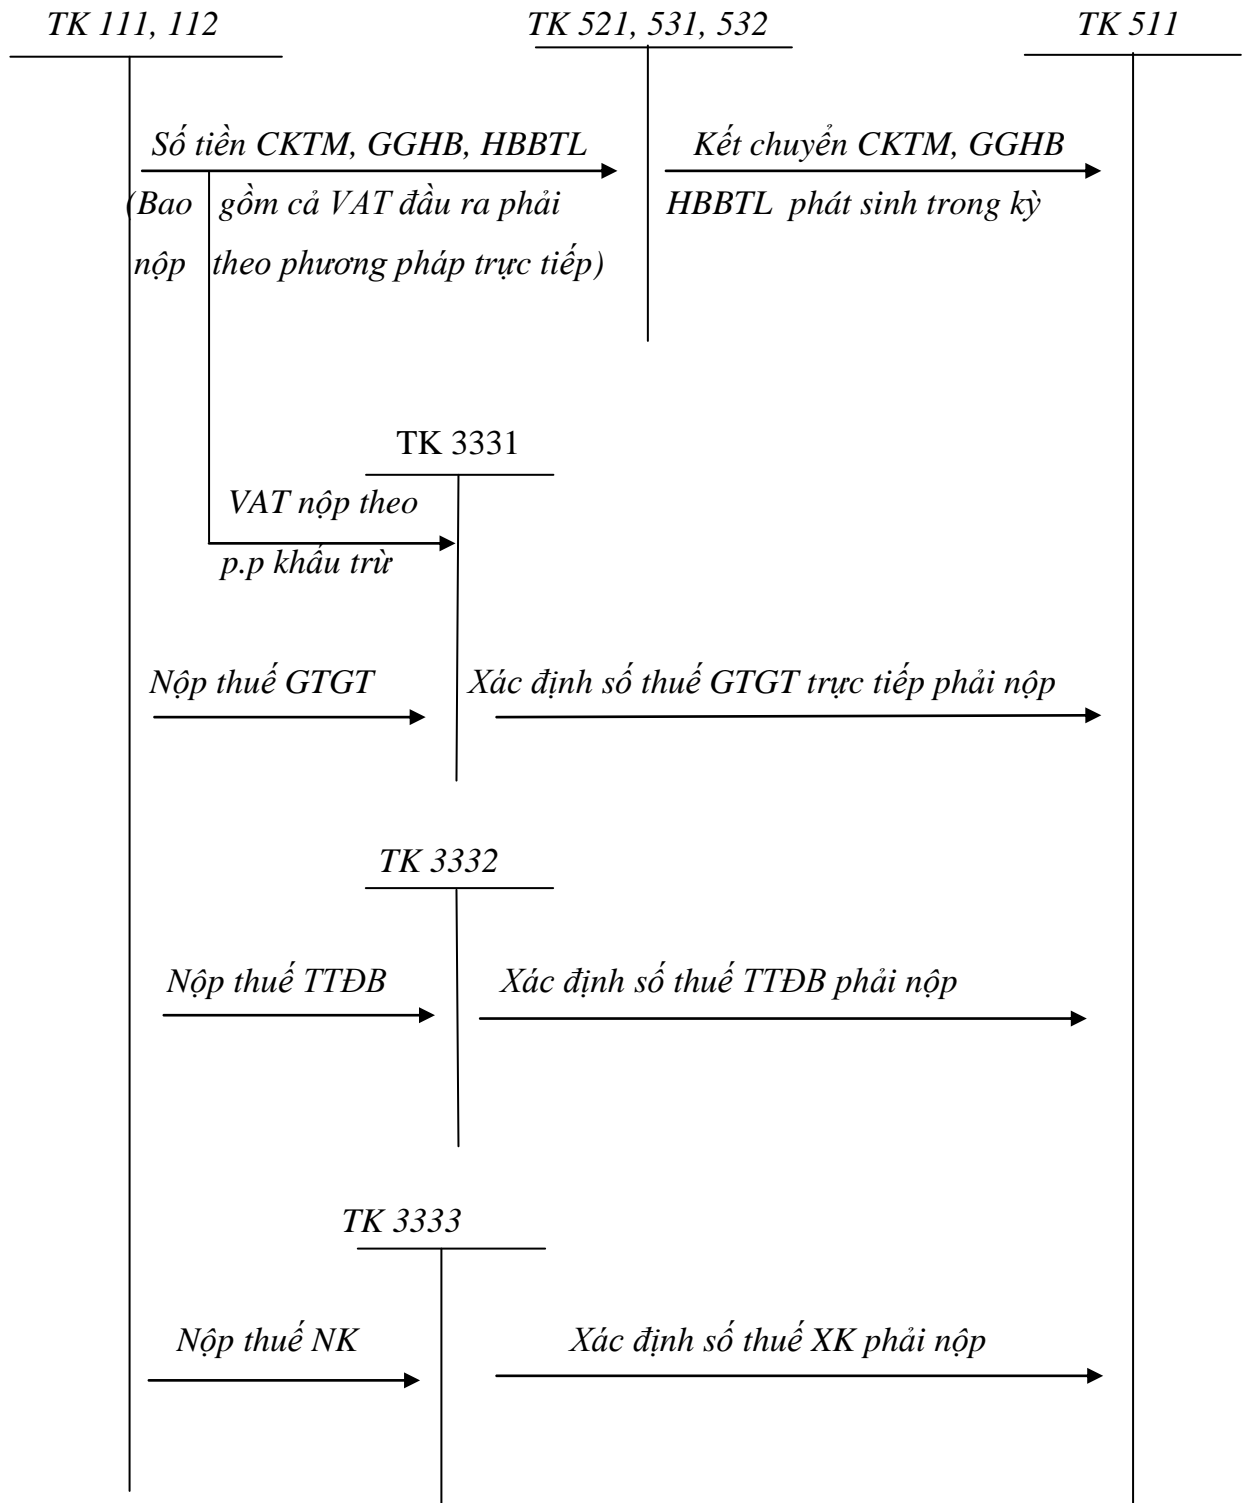 TK 111, 112
TK 521, 531, 532
TK 511
Số tiền CKTM, GGHB, HBBTL
(Bao gồm cả VAT đầu ra phải
nộp theo phương pháp trực tiếp)
Kết chuyển CKTM, GGHB
HBBTL phát sinh trong kỳ
TK 3331
VAT nộp theo
p.p khấu trừ
Nộp thuế GTGT
Xác định số thuế GTGT trực tiếp phải nộp
TK 3332
Nộp thuế TTĐB
Xác định số thuế TTĐB phải nộp
TK 3333
Nộp thuế NK
Xác định số thuế XK phải nộp